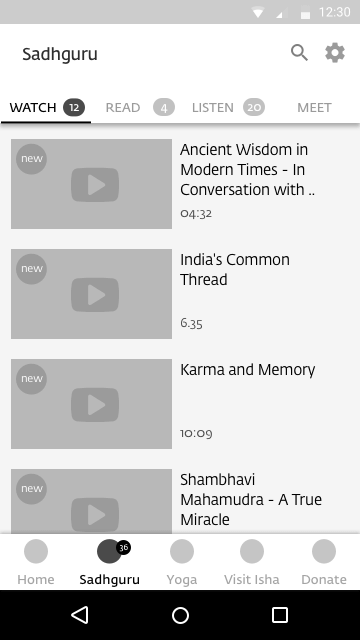 12:30
Sadhguru
WATCH 12 READ 4 LISTEN 20 MEET
new
Ancient Wisdom in
Modern Times - In
Conversation with ..
04:32
new
India's Common
Thread
6.35
new
Karma and Memory
10:09
new
Shambhavi
Mahamudra - A True
Miracle
36
Home Sadhguru Yoga Visit Isha Donate